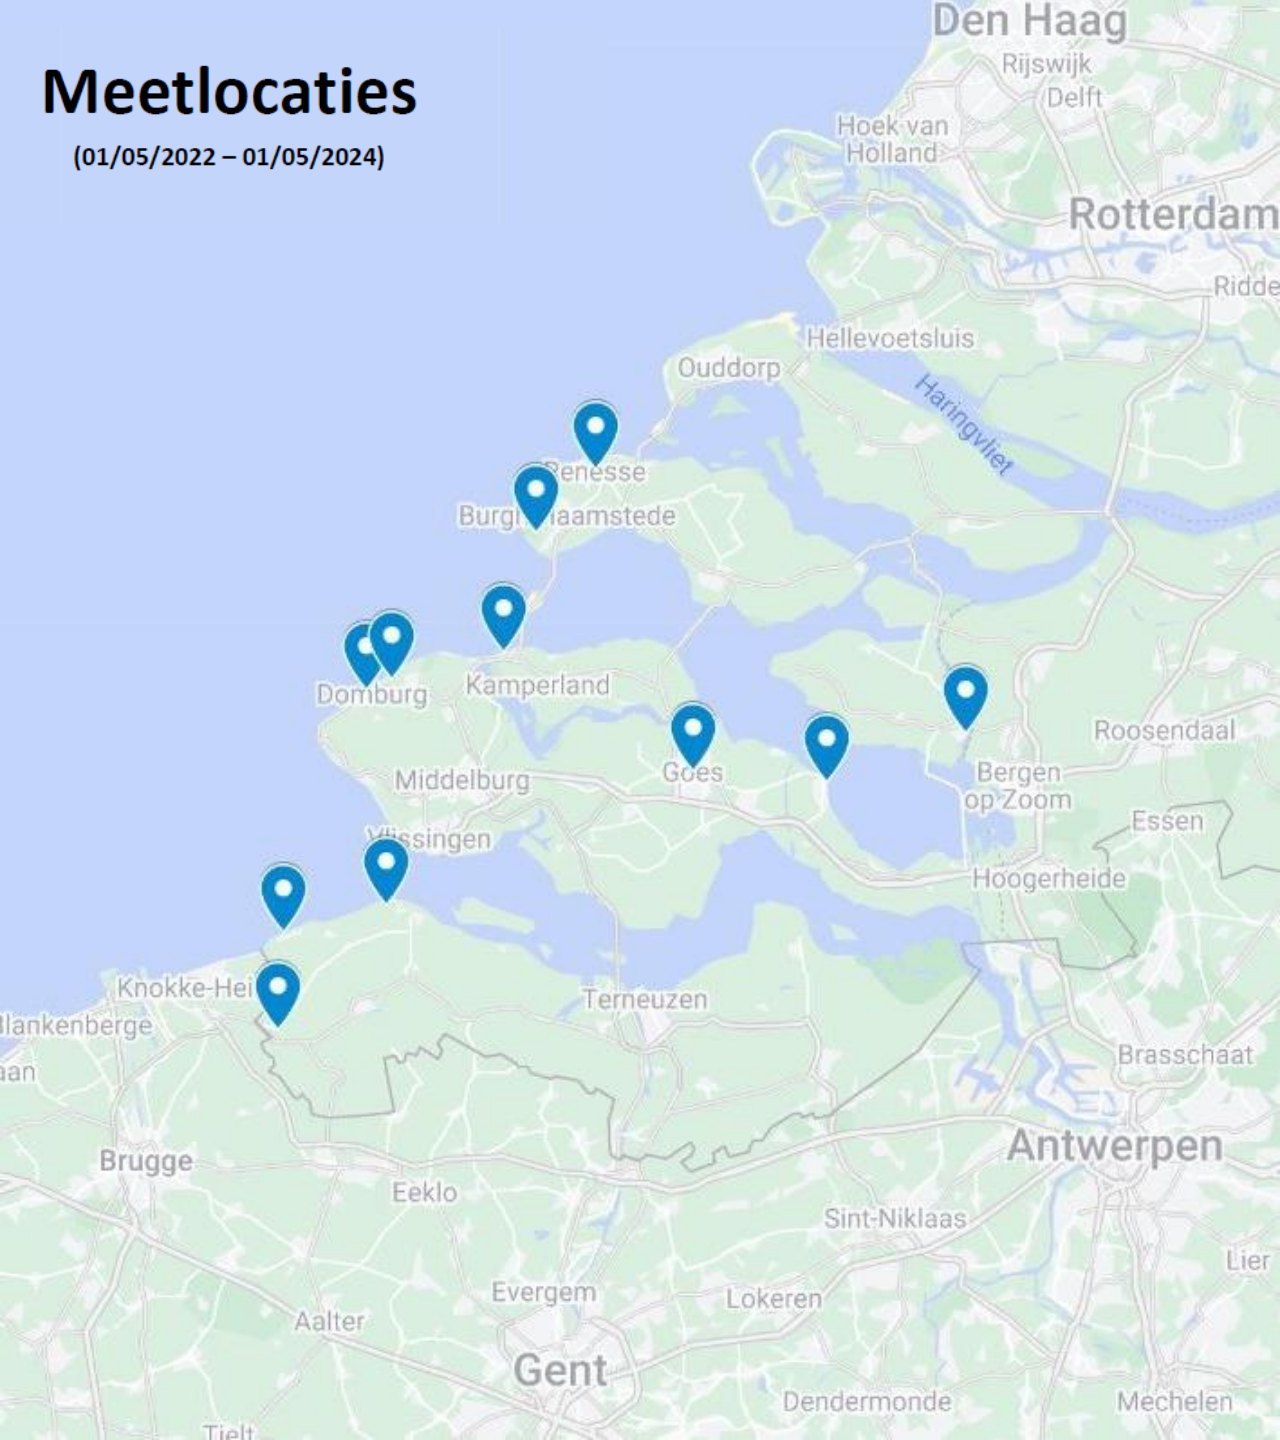 Den Haag
Meetlocaties
Rijswijk
Delft
(01/05/2022 – 01/05/2024)
Hoek van
Holland
Rotterdam
Ridde
Hellevoetsluis
Ouddorp
Haringvliet
Renesse
Haamstede
Domburg
Kamperland
Roosendaal
Goes
Middelburg
Bergen
op Zoom
Essen
Vlissingen
Hoogerheide
Knokke-Hei
Terneuzen
Blankenberge
aan
Brasschaat
Antwerpen
Brugge
Eeklo
Sint-Niklaas
Lier
Evergem
Lokeren
Aalter
Gent
Dendermonde
Mechelen
Tielt